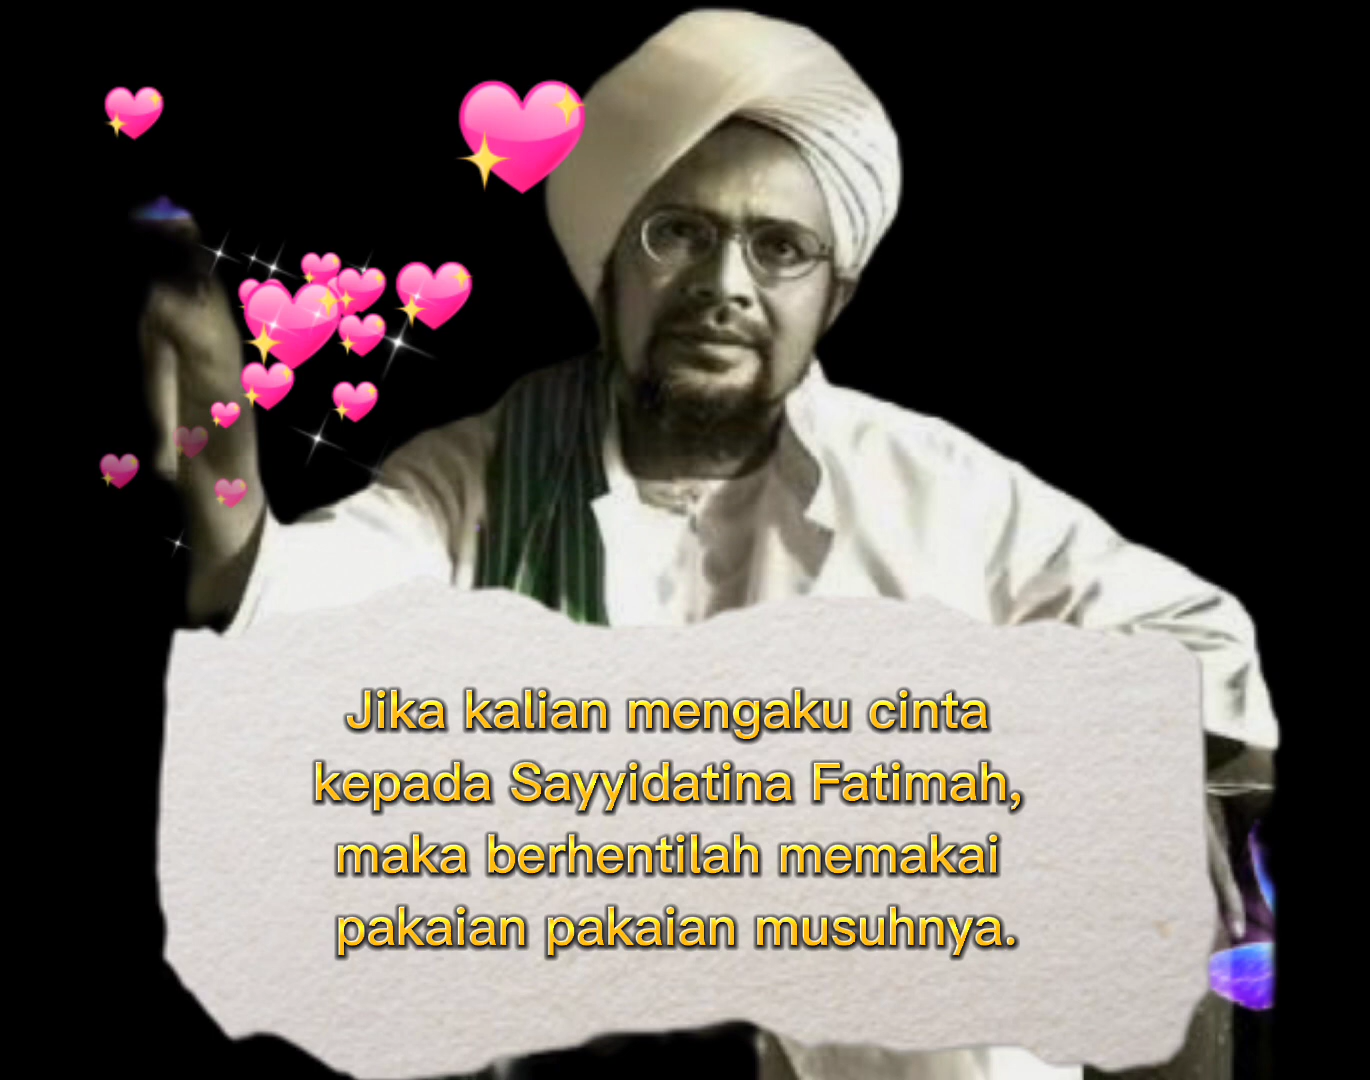 Jika kalian mengaku cinta
kepada Sayyidatina Fatimah,
maka berhentilah memakai
pakaian pakaian musuhnya.